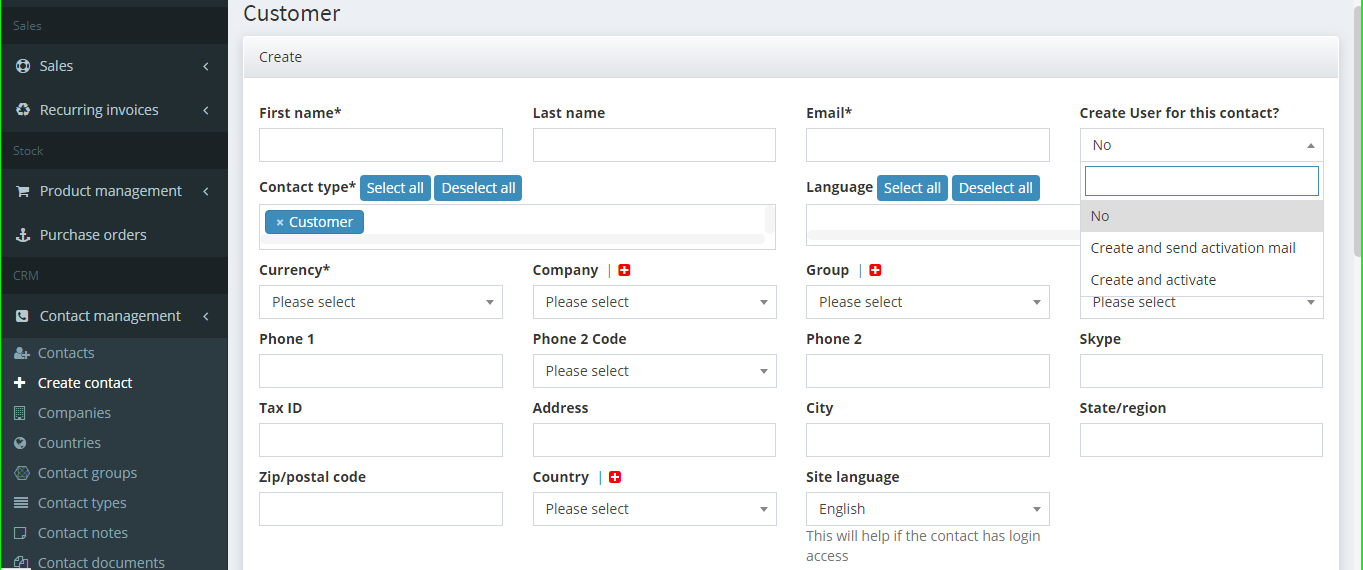 Sales
Sales
Recurring invoices
Stock
Product management
Purchase orders
CRM
Contact management
Contacts
Create contact
Companies
Countries
Contact groups
Contact types
Contact notes
Contact documents
Customer
Create
First name*
Last name
Email*
Create User for this contact?
No
No
Create and send activation mail
Create and activate
Contact type* Select all Deselect all
× Customer
Language Select all Deselect all
Currency*
Company |
Group |
Please select
Please select
Please select
Please select
Phone 1
Phone 2 Code
Phone 2
Skype
Please select
Tax ID
Address
City
State/region
Zip/postal code
Country |
Site language
Please select
English
This will help if the contact has login
access